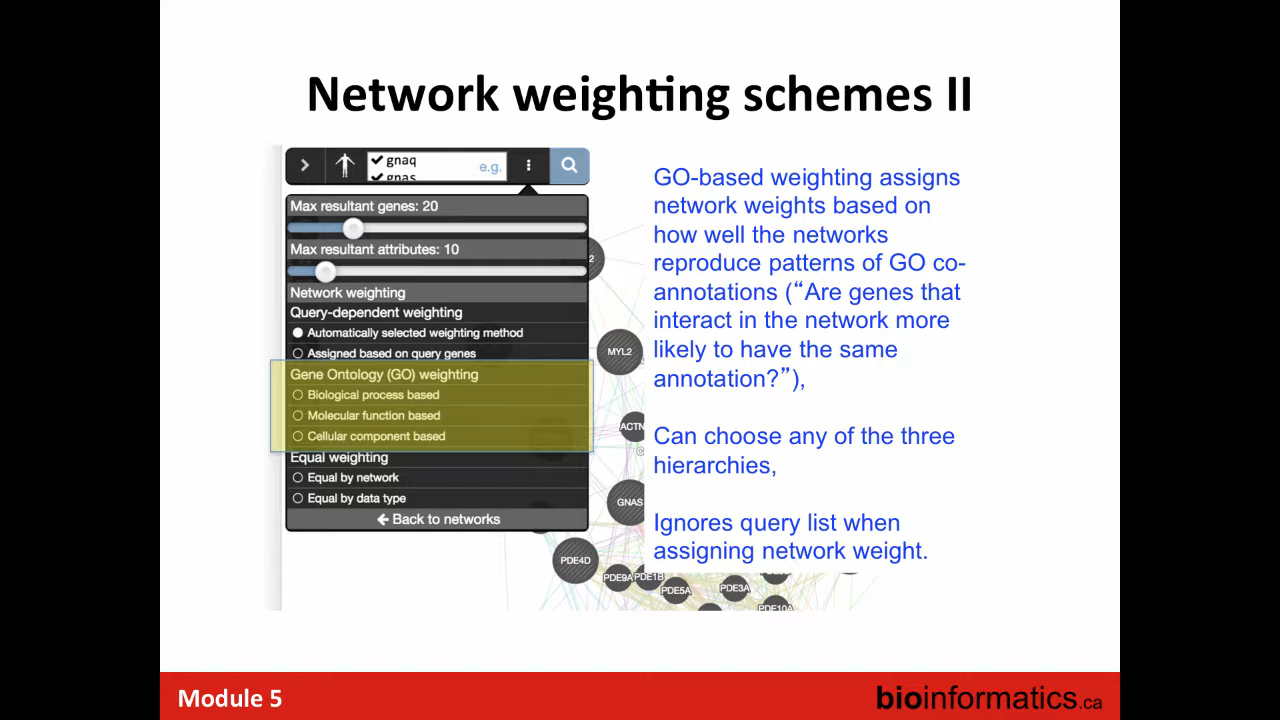 Network weighting schemes II
gnaq
gnas
e.g.
Max resultant genes: 20
Max resultant attributes: 10
Network weighting
Query-dependent weighting
Automatically selected weighting method
Assigned based on query genes
Gene Ontology (GO) weighting
Biological process based
Molecular function based
Cellular component based
Equal weighting
Equal by network
Equal by data type
Back to networks
2
MYL2
ACTN
GNAS
PDE4D
PDE9A
PDE1B
PDE5A
PDE3A
PDE10A
GO-based weighting assigns
network weights based on
how well the networks
reproduce patterns of GO co-
annotations (“Are genes that
interact in the network more
likely to have the same
annotation?”),
Can choose any of the three
hierarchies,
Ignores query list when
assigning network weight.
Module 5
bioinformatics.ca